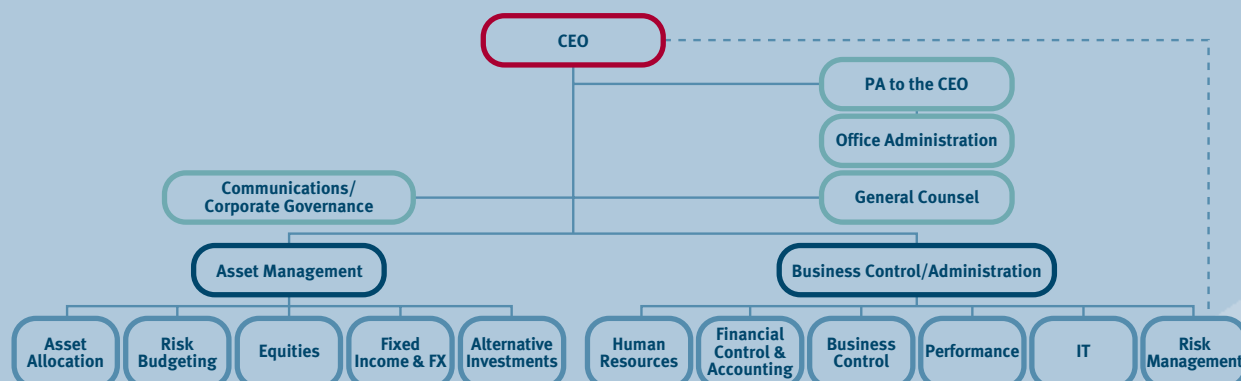 CEO
PA to the CEO
Office Administration
Communications/
Corporate Governance
General Counsel
Asset Management
Business Control/Administration
Asset
Allocation
Risk
Budgeting
Equities
Fixed
Income & FX
Alternative
Investments
Human
Resources
Financial
Control &
Accounting
Business
Control
Performance
IT
Risk
Management